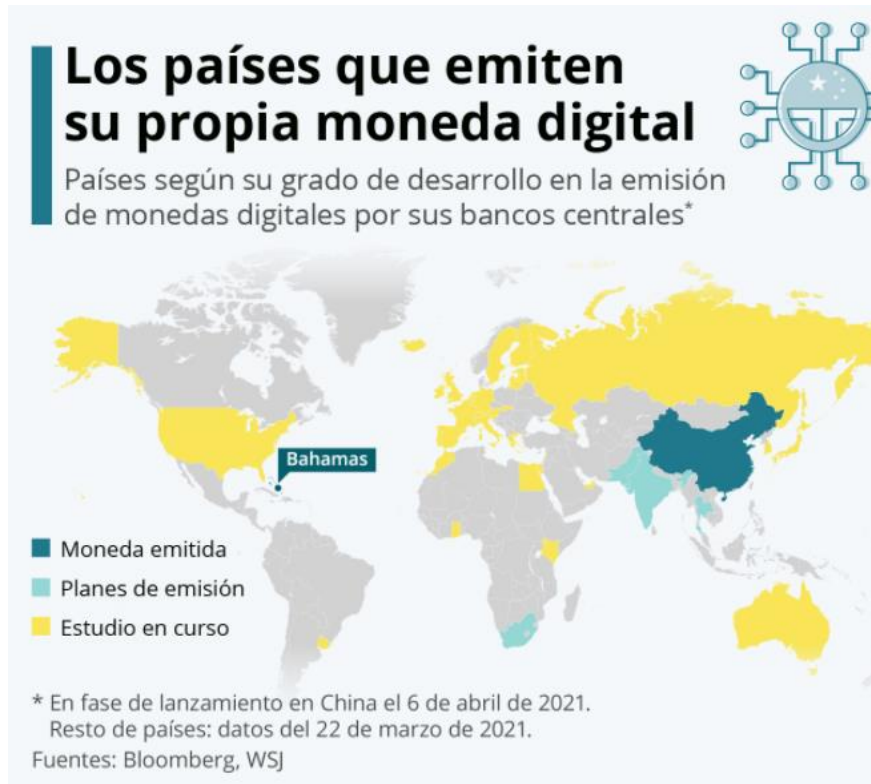 Los países que emiten
su propia moneda digital
Países según su grado de desarrollo en la emisión
de monedas digitales por sus bancos centrales*
Bahamas
Moneda emitida
Planes de emisión
Estudio en curso
* En fase de lanzamiento en China el 6 de abril de 2021.
Resto de países: datos del 22 de marzo de 2021.
Fuentes: Bloomberg, WSJ